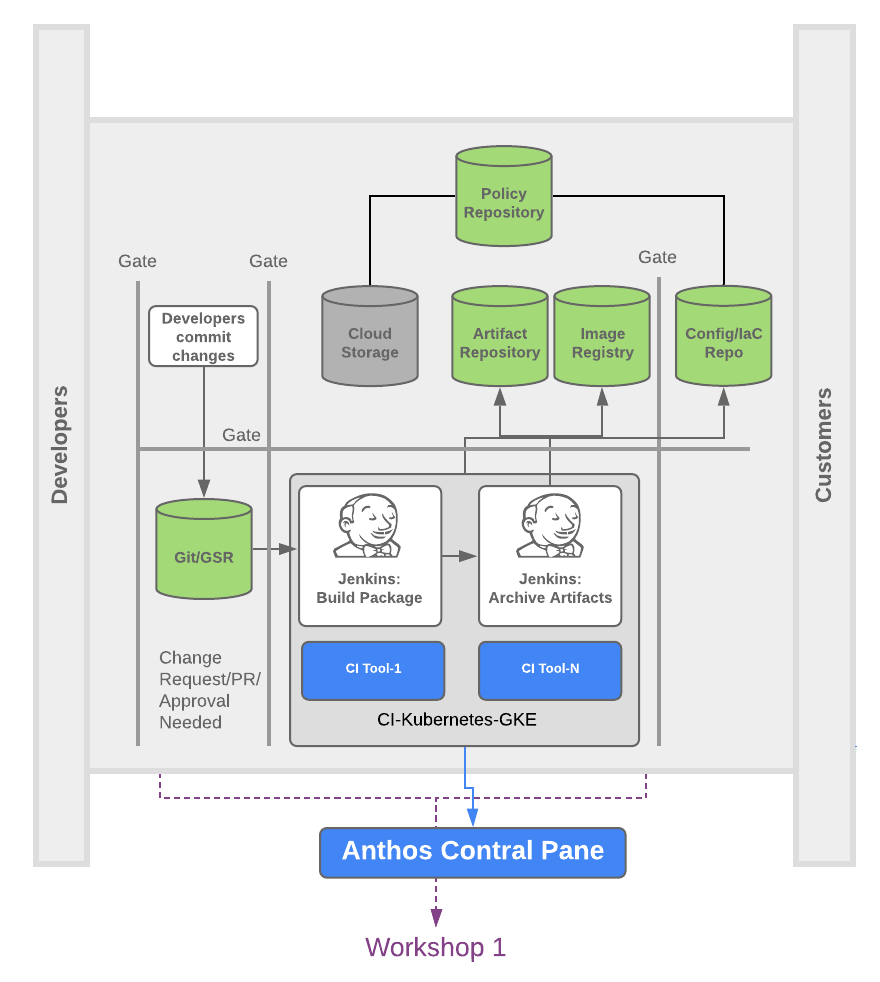 Policy
Repository
Gate
Gate
Gate
Developers
commit
changes
Cloud
Storage
Artifact
Repository
Image
Registry
Config/IaC
Repo
Developers
Customers
Gate
Git/GSR
Jenkins:
Build Package
Jenkins:
Archive Artifacts
Change
Request/PR/
Approval
Needed
CI Tool-1
CI Tool-N
CI-Kubernetes-GKE
Anthos Contral Pane
Workshop 1